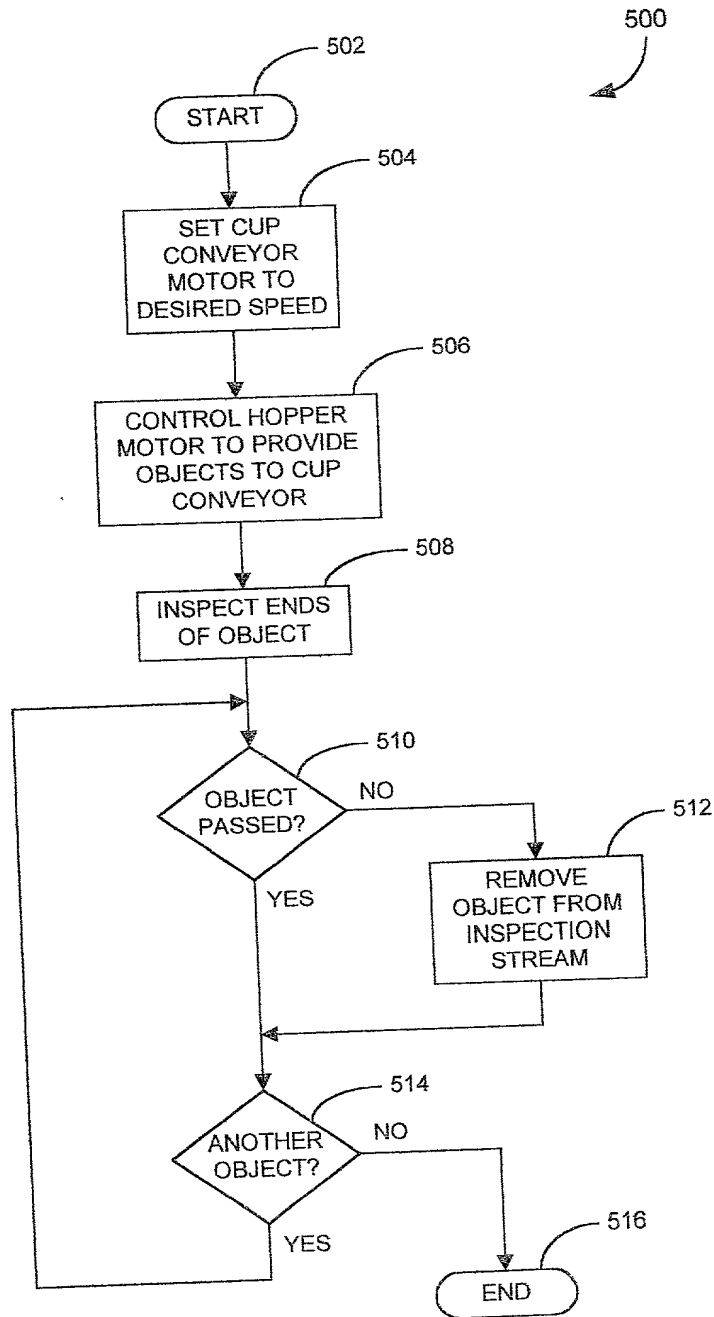 500
502
START
504
SET CUP
CONVEYOR
MOTOR TO
DESIRED SPEED
506
CONTROL HOPPER
MOTOR TO PROVIDE
OBJECTS TO CUP
CONVEYOR
508
INSPECT ENDS
OF OBJECT
510
OBJECT
PASSED?
NO
YES
512
REMOVE
OBJECT FROM
INSPECTION
STREAM
514
ANOTHER
OBJECT?
NO
YES
516
END